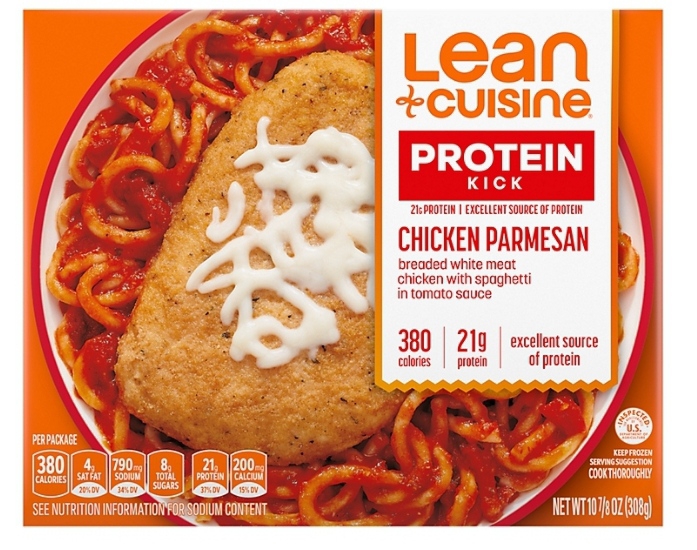 Lean
cuisine
PROTEIN
KICK
21g PROTEIN | EXCELLENT SOURCE OF PROTEIN
CHICKEN PARMESAN
breaded white meat
chicken with spaghetti
in tomato sauce
380 calories
21g protein
excellent source
of protein
PER PACKAGE
380 CALORIES
4g SAT FAT 20% DV
790mg SODIUM 34% DV
8g TOTAL SUGARS
21g PROTEIN 37% DV
200mg CALCIUM 15% DV
SEE NUTRITION INFORMATION FOR SODIUM CONTENT
INSPECTED
U.S.
DEPARTMENT OF
AGRICULTURE
KEEP FROZEN
SERVING SUGGESTION
COOK THOROUGHLY
NET WT 10 7/8 OZ (308g)